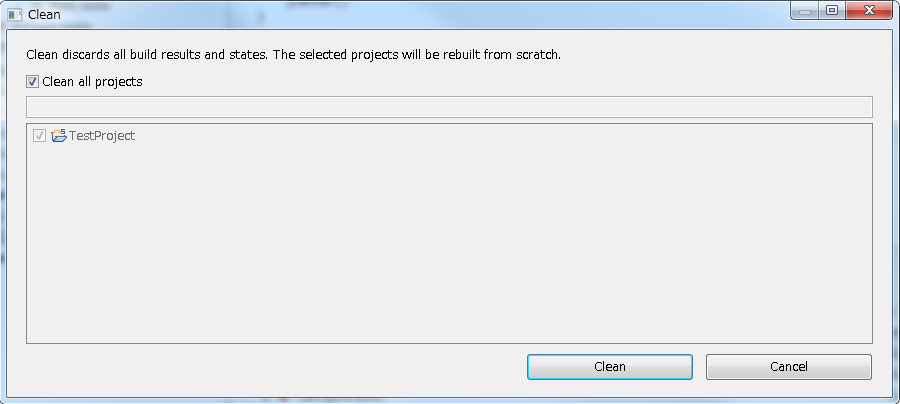 Clean
Clean discards all build results and states. The selected projects will be rebuilt from scratch.
Clean all projects
TestProject
Clean
Cancel